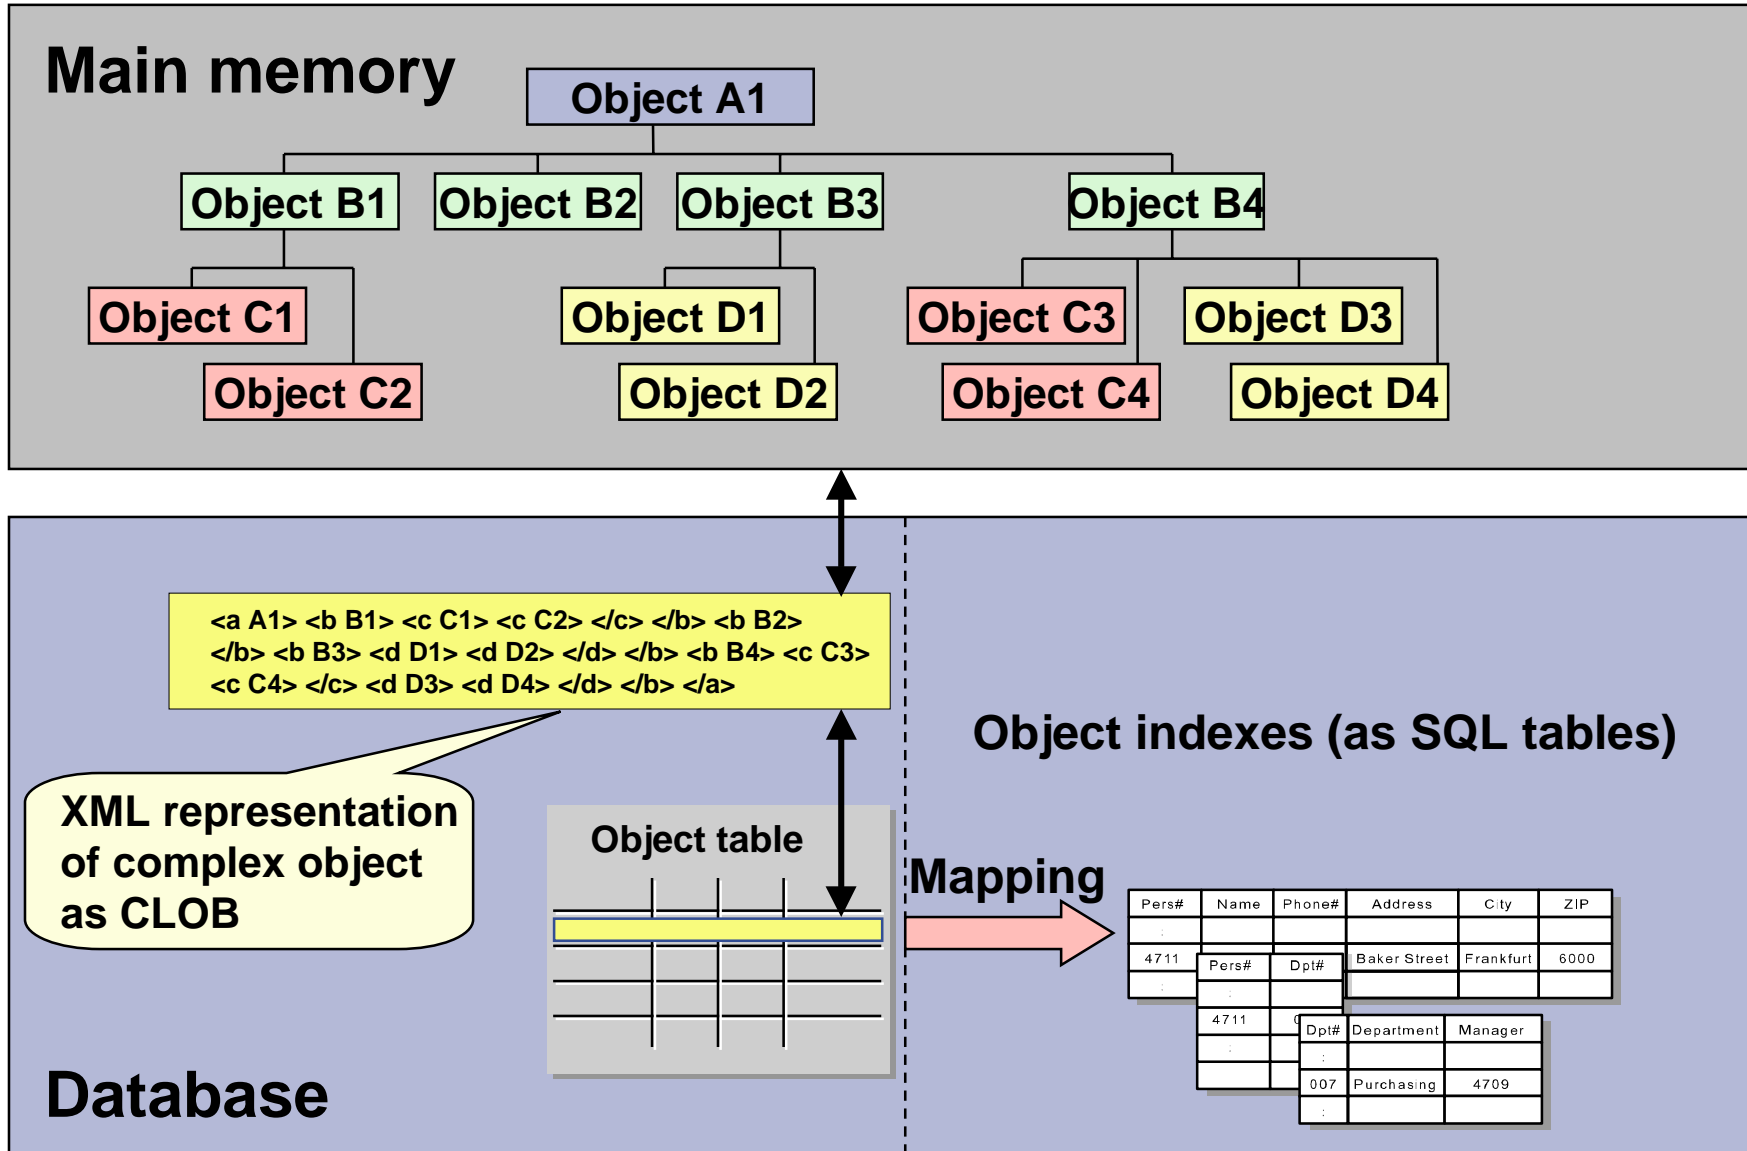 Main memory
Object A1
Object B1 Object B2 Object B3 Object B4
Object C1 Object D1 Object C3 Object D3
Object C2 Object D2 Object C4 Object D4
<a A1> <b B1> <c C1> <c C2> </c> </b> <b B2>
</b> <b B3> <d D1> <d D2> </d> </b> <b B4> <c C3>
<c C4> </c> <d D3> <d D4> </d> </b> </a>
XML representation
of complex object
as CLOB
Object table
Object indexes (as SQL tables)
Mapping
Pers# Name Phone# Address City ZIP
:
4711 Baker Street Frankfurt 6000
:
Pers# Dpt#
:
4711 0
:
Dpt# Department Manager
:
007 Purchasing 4709
:
Database